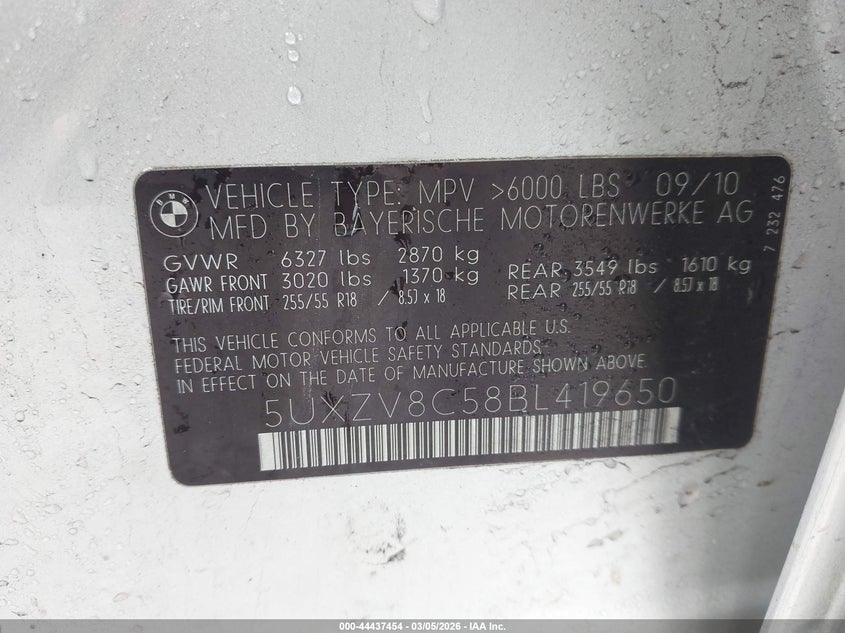 BMW
VEHICLE TYPE: MPV >6000 LBS 09/10
MFD BY BAYERISCHE MOTORENWERKE AG
7 232 476
GVWR 6327 lbs 2870 kg
GAWR FRONT 3020 lbs 1370 kg REAR 3549 lbs 1610 kg
TIRE/RIM FRONT 255/55 R18 / 8.5J x 18 REAR 255/55 R18 / 8.5J x 18
THIS VEHICLE CONFORMS TO ALL APPLICABLE U.S.
FEDERAL MOTOR VEHICLE SAFETY STANDARDS
IN EFFECT ON THE DATE OF MANUFACTURE SHOWN ABOVE.
5UXZV8C58BL419650
000-44437454 - 03/05/2026 - IAA Inc.